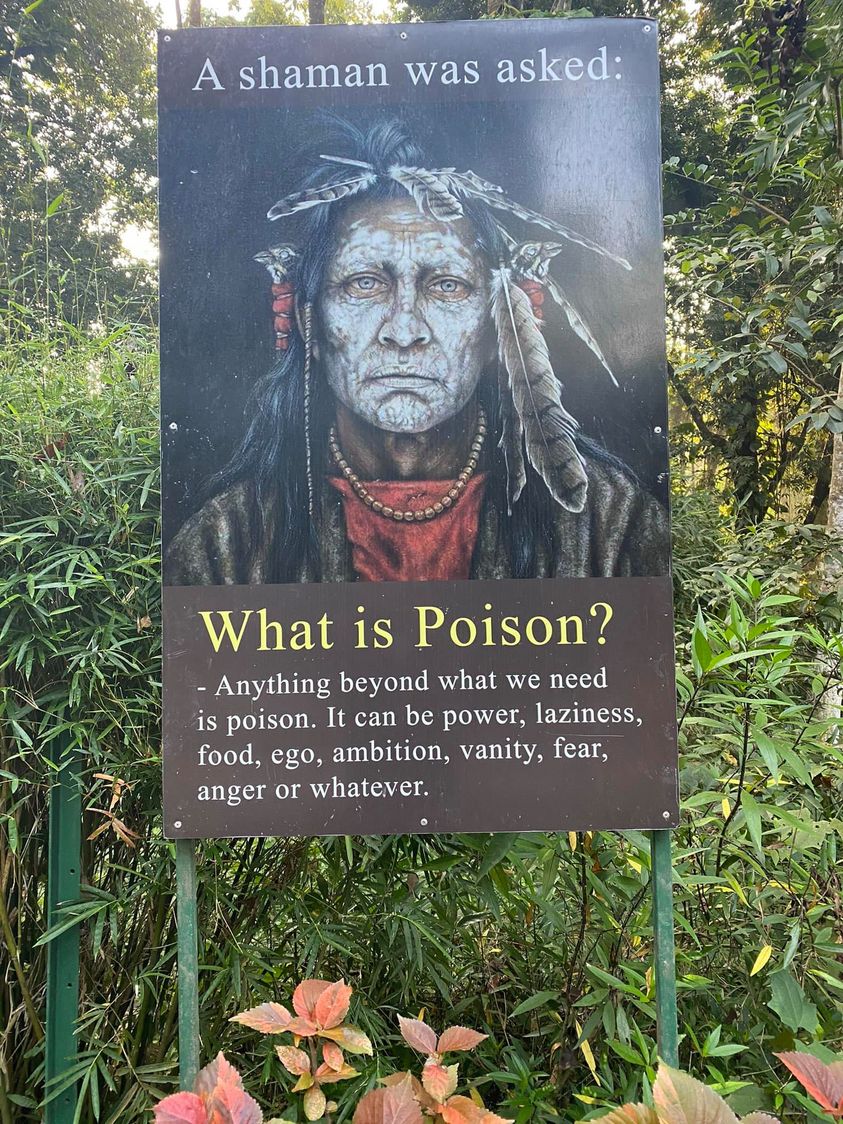 A shaman was asked:
What is Poison?
- Anything beyond what we need
is poison. It can be power, laziness,
food, ego, ambition, vanity, fear,
anger or whatever.